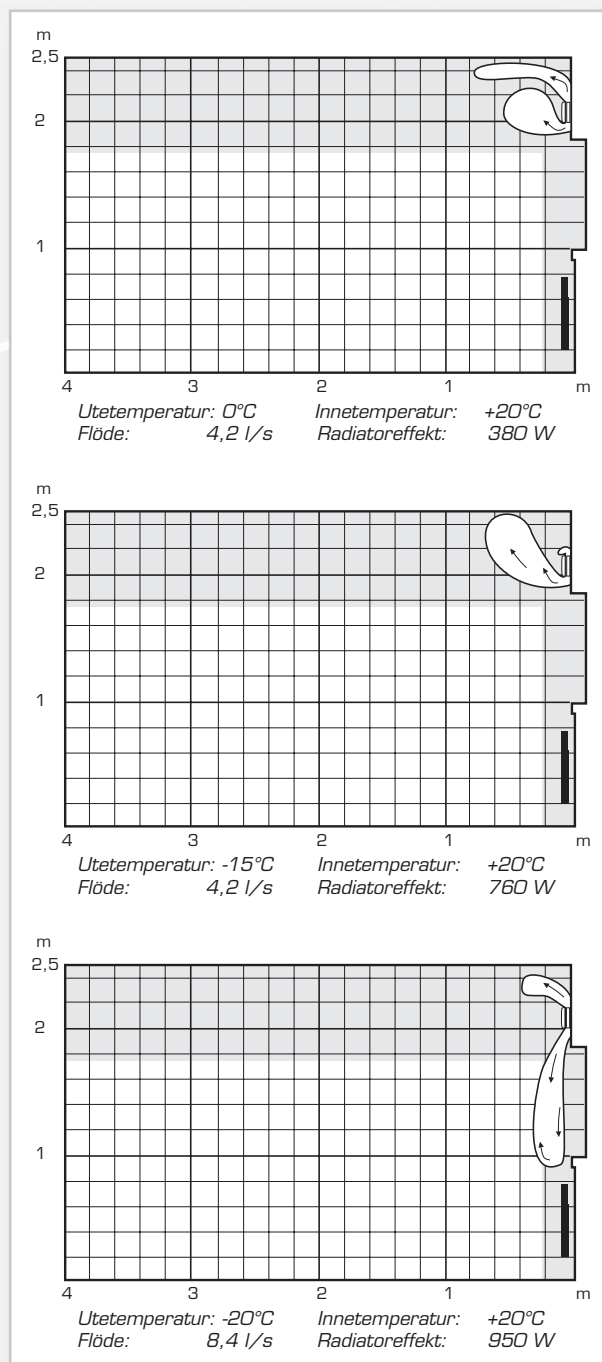 m
2,5
2
1
4 3 2 1 m
Utetemperatur: 0°C Innetemperatur: +20°C
Flöde: 4,2 l/s Radiatoreffekt: 380 W
m
2,5
2
1
4 3 2 1 m
Utetemperatur: -15°C Innetemperatur: +20°C
Flöde: 4,2 l/s Radiatoreffekt: 760 W
m
2,5
2
1
4 3 2 1 m
Utetemperatur: -20°C Innetemperatur: +20°C
Flöde: 8,4 l/s Radiatoreffekt: 950 W